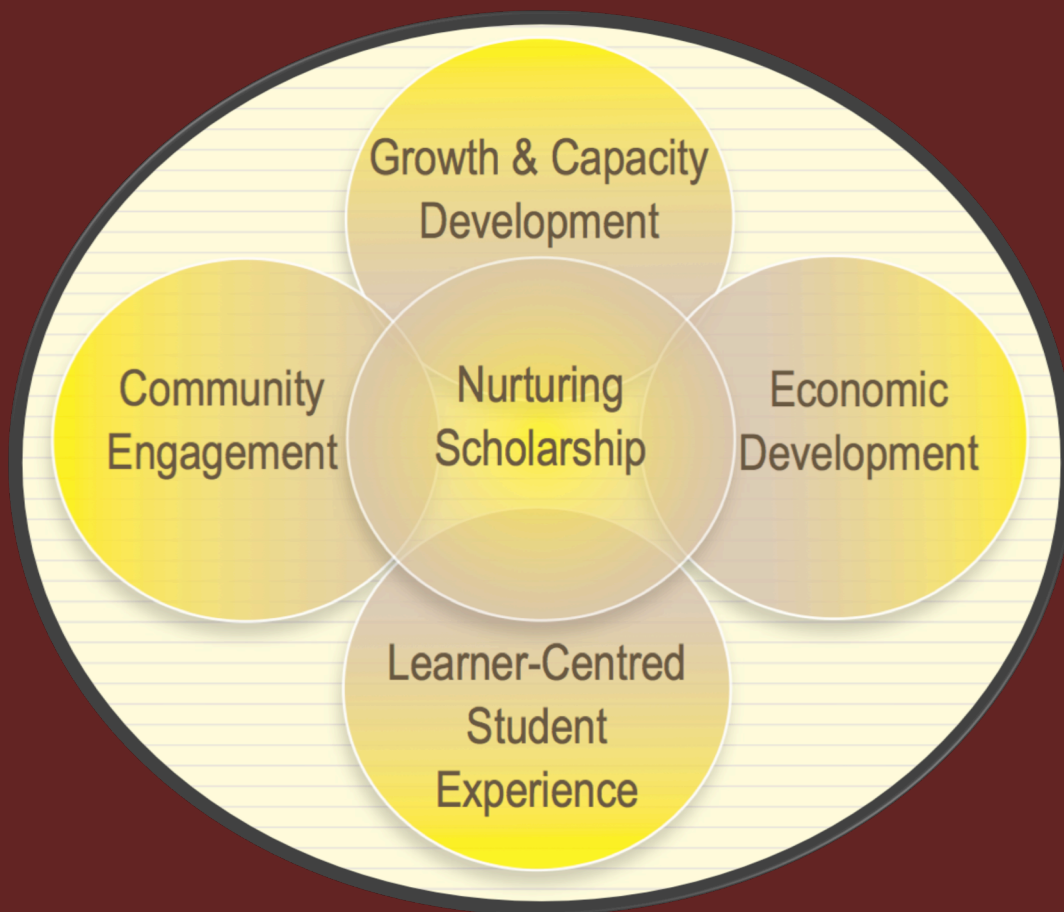 Growth & Capacity
Development
Community
Engagement
Nurturing
Scholarship
Economic
Development
Learner-Centred
Student
Experience